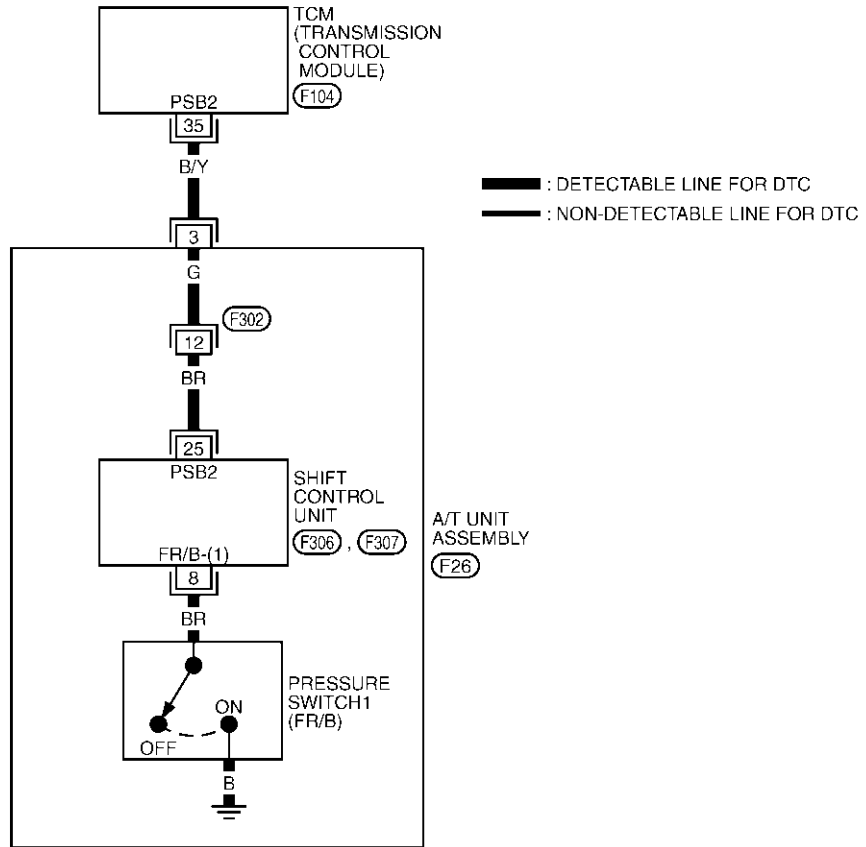 TCM
(TRANSMISSION
CONTROL
MODULE)
F104
PSB2
35
B/Y
: DETECTABLE LINE FOR DTC
: NON-DETECTABLE LINE FOR DTC
3
G
F302
12
BR
25
PSB2
SHIFT
CONTROL
UNIT
F306 , F307
A/T UNIT
ASSEMBLY
F26
FR/B-(1)
8
BR
PRESSURE
SWITCH1
(FR/B)
ON
OFF
B